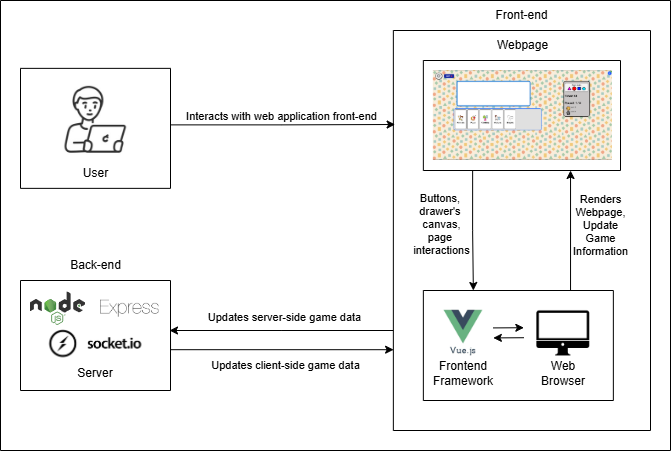 Front-end
Webpage
Interacts with web application front-end
User
Buttons,
drawer's
canvas,
page
interactions
Renders
Webpage,
Update
Game
Information
Back-end
node
JS
Express
socket.io
Server
Updates server-side game data
Updates client-side game data
Vue.js
Frontend
Framework
Web
Browser